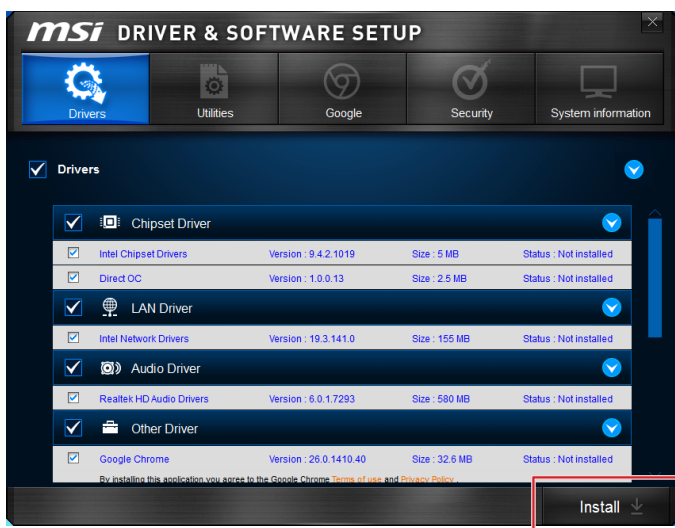 msi DRIVER & SOFTWARE SETUP
Drivers Utilities Google Security System information
Drivers
Chipset Driver
Intel Chipset Drivers Version : 9.4.2.1019 Size : 5 MB Status : Not installed
Direct OC Version : 1.0.0.13 Size : 2.5 MB Status : Not installed
LAN Driver
Intel Network Drivers Version : 19.3.141.0 Size : 155 MB Status : Not installed
Audio Driver
Realtek HD Audio Drivers Version : 6.0.1.7293 Size : 580 MB Status : Not installed
Other Driver
Google Chrome Version : 26.0.1410.40 Size : 32.6 MB Status : Not installed
By installing this application,you agree to the Google Chrome Terms of use and Privacy Policy .
Install